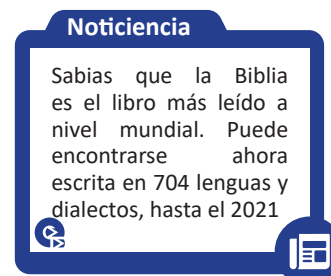 Noticiencia
Sabias que la Biblia
es el libro más leído a
nivel mundial. Puede
encontrarse ahora
escrita en 704 lenguas y
dialectos, hasta el 2021